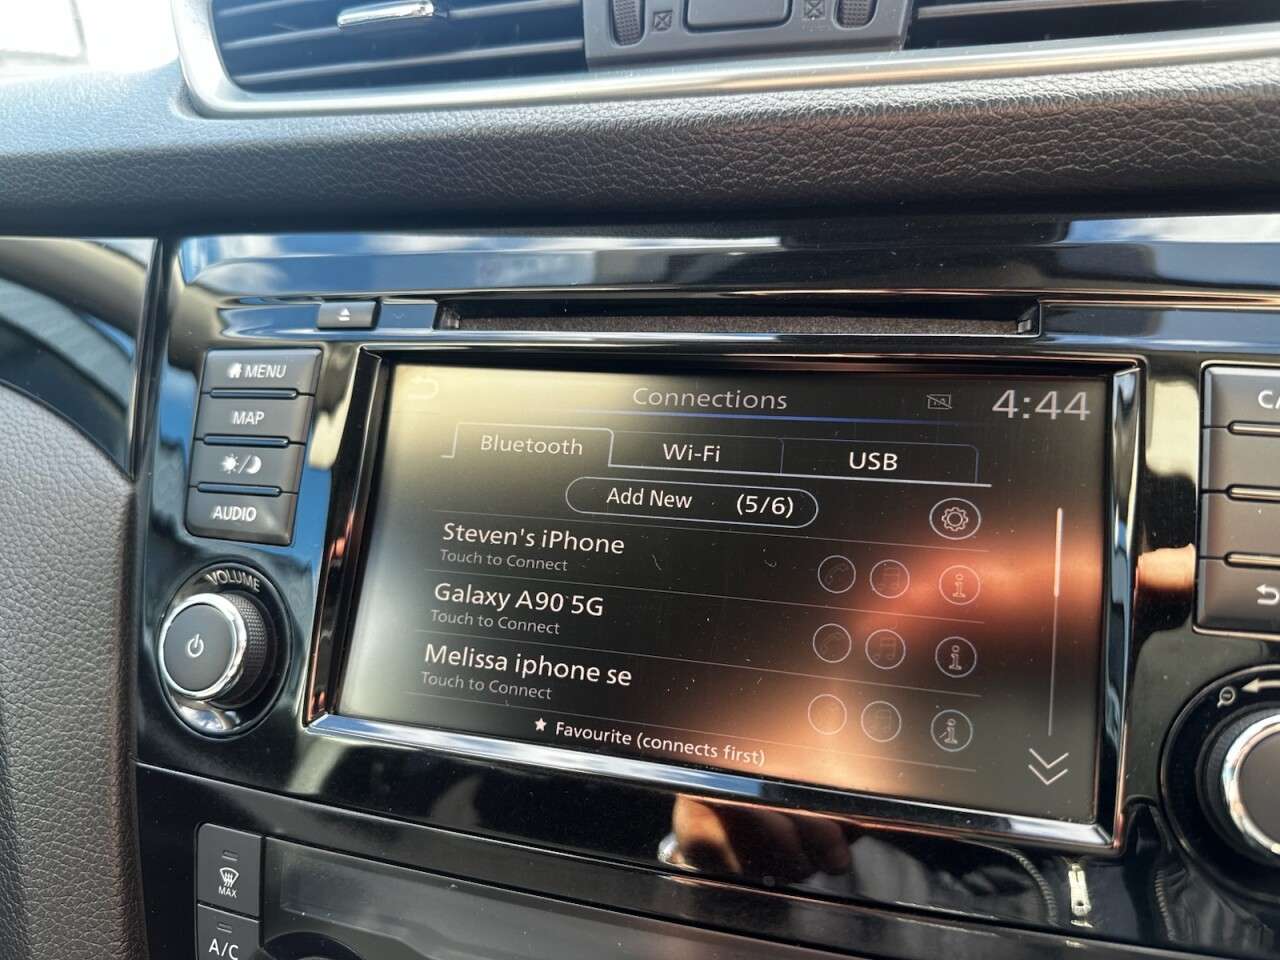 MENU
MAP
AUDIO
VOLUME
Connections
TA
4:44
Bluetooth
Wi-Fi
USB
Add New (5/6)
Steven's iPhone
Touch to Connect
Galaxy A90 5G
Touch to Connect
Melissa iphone se
Touch to Connect
★ Favourite (connects first)
MAX
A/C